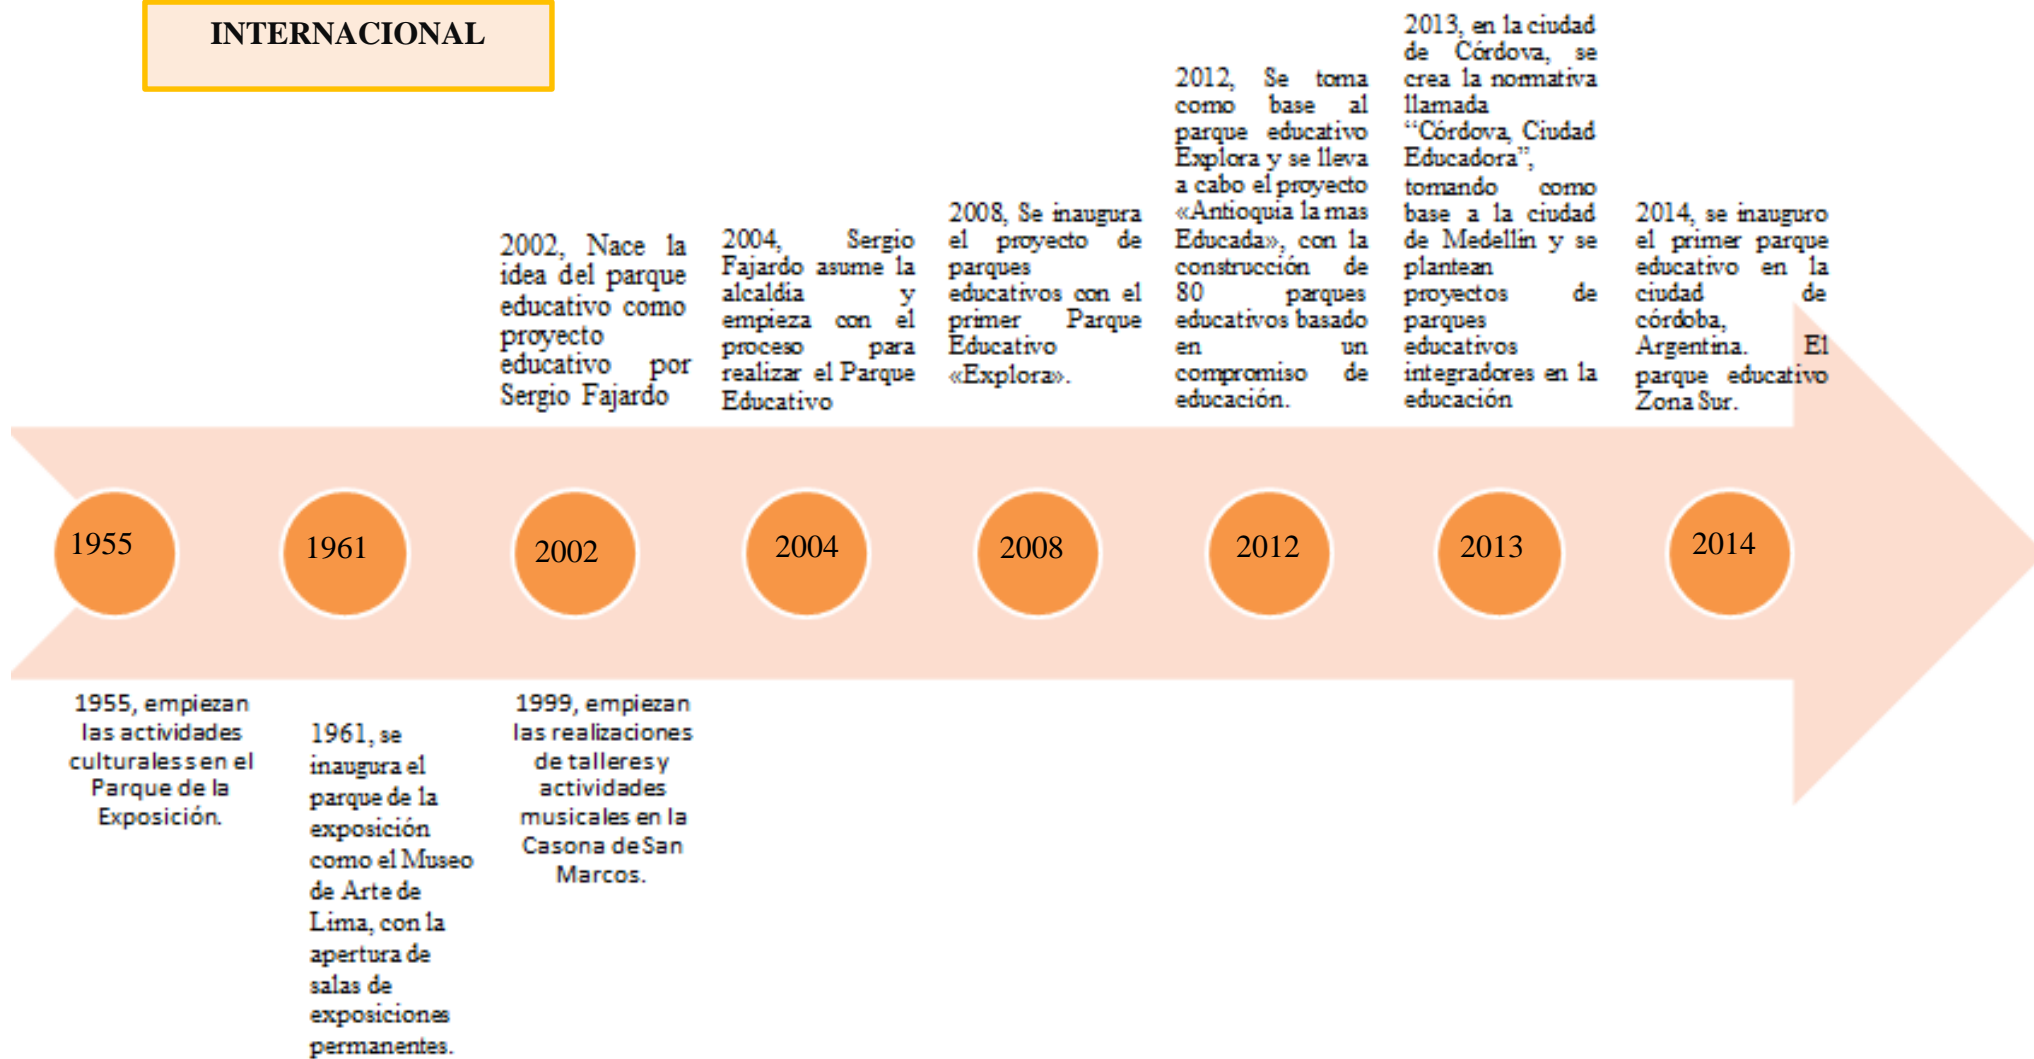 INTERNACIONAL
2002, Nace la
idea del parque
educativo como
proyecto
educativo por
Sergio Fajardo
2004, Sergio
Fajardo asume la
alcaldía y
empieza con el
proceso para
realizar el Parque
Educativo
2008, Se inaugura
el proyecto de
parques
educativos con el
primer Parque
Educativo
«Explora».
2012, Se toma
como base al
parque educativo
Explora y se lleva
a cabo el proyecto
«Antioquia la mas
Educada», con la
construcción de
80 parques
educativos basado
en un
compromiso de
educación.
2013, en la ciudad
de Córdova, se
crea la normativa
llamada
“Córdova, Ciudad
Educadora”,
tomando como
base a la ciudad
de Medellín y se
plantean
proyectos de
parques
educativos
integradores en la
educación
2014, se inauguro
el primer parque
educativo en la
ciudad de
córdoba,
Argentina. El
parque educativo
Zona Sur.
1955
1961
2002
2004
2008
2012
2013
2014
1955, empiezan
las actividades
culturales s en el
Parque de la
Exposición.
1961, se
inaugura el
parque de la
exposición
como el Museo
de Arte de
Lima, con la
apertura de
salas de
exposiciones
permanentes.
1999, empiezan
las realizaciones
de talleres y
actividades
musicales en la
Casona de San
Marcos.